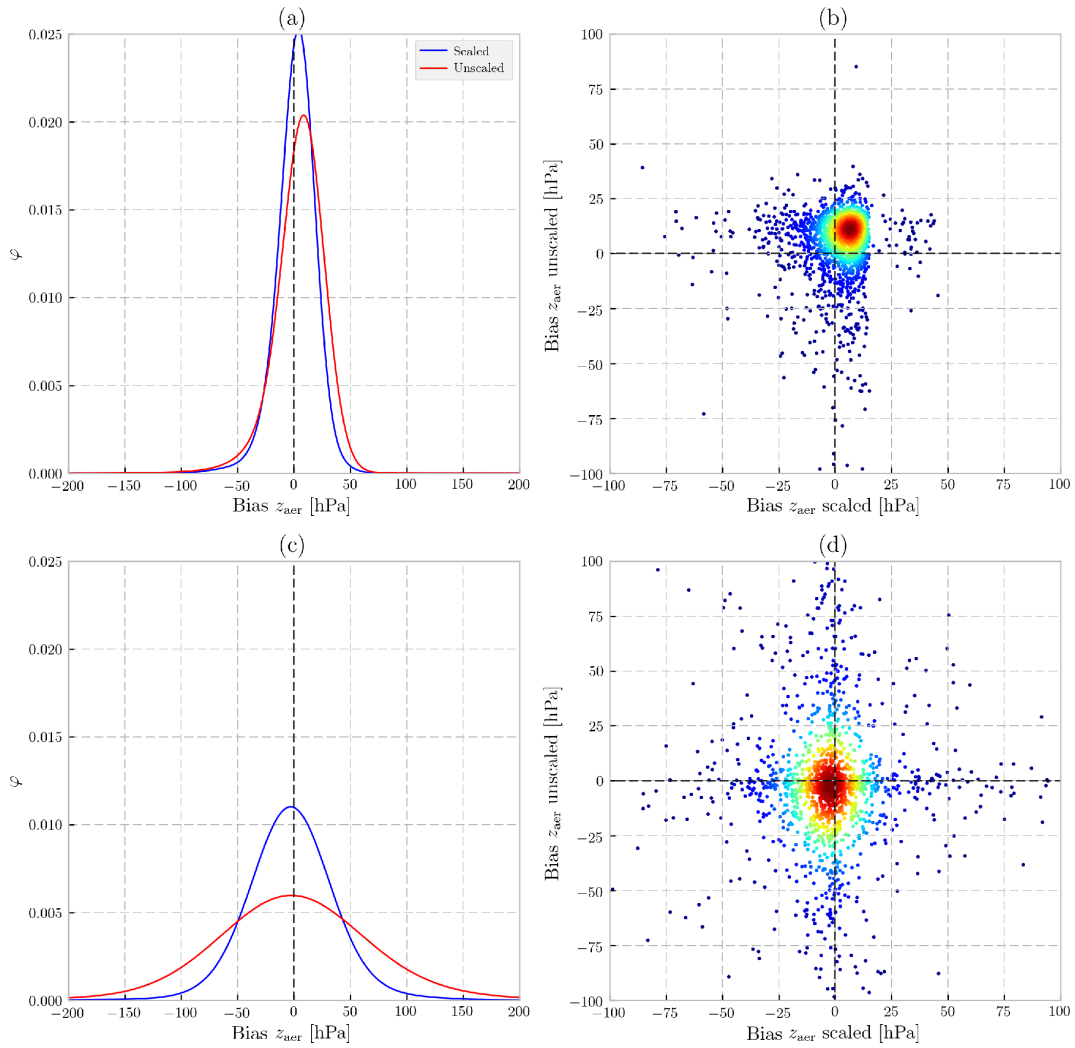 (a)
0.025
0.020
0.015
0.010
0.005
0.000
φ
Scaled
Unscaled
−200 −150 −100 −50 0 50 100 150 200
Bias z_aer [hPa]
(b)
100
75
50
25
0
−25
−50
−75
−100
Bias z_aer unscaled [hPa]
−100 −75 −50 −25 0 25 50 75 100
Bias z_aer scaled [hPa]
(c)
0.025
0.020
0.015
0.010
0.005
0.000
φ
−200 −150 −100 −50 0 50 100 150 200
Bias z_aer [hPa]
(d)
100
75
50
25
0
−25
−50
−75
−100
Bias z_aer unscaled [hPa]
−100 −75 −50 −25 0 25 50 75 100
Bias z_aer scaled [hPa]